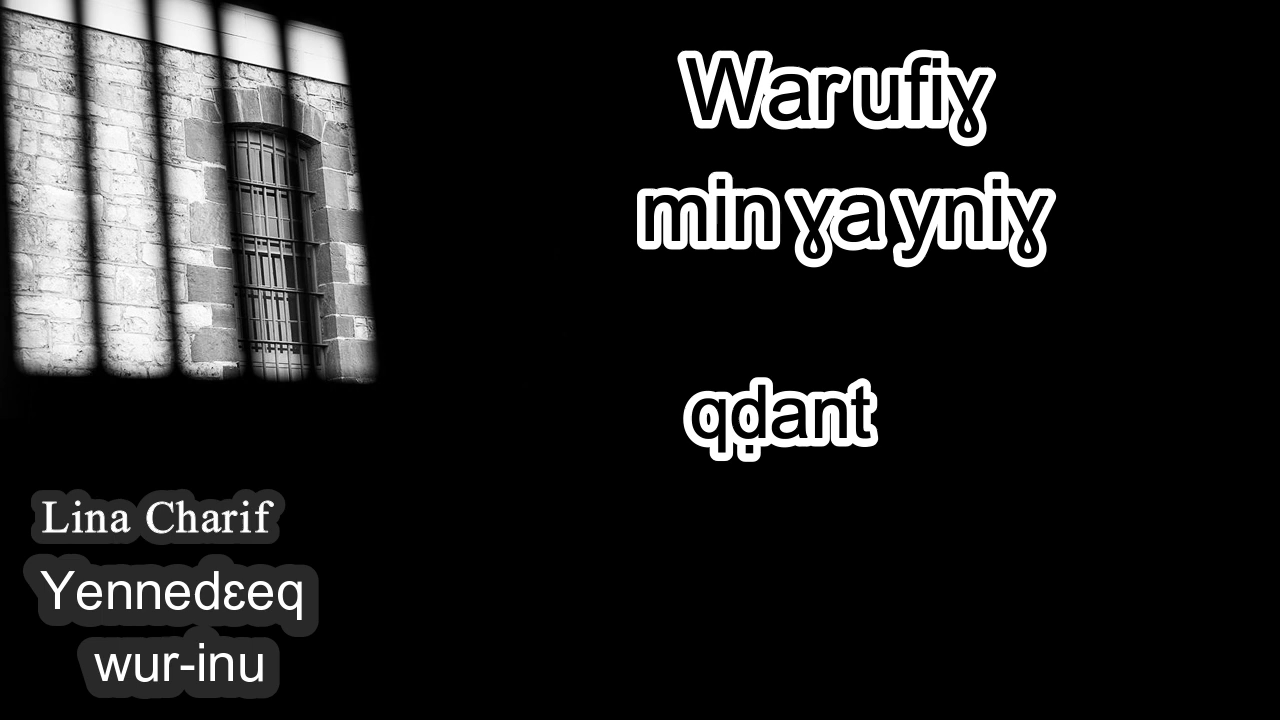 War ufiɣ
min ɣa yniɣ
qḍant
Lina Charif
Yennedɛeq
wur-inu